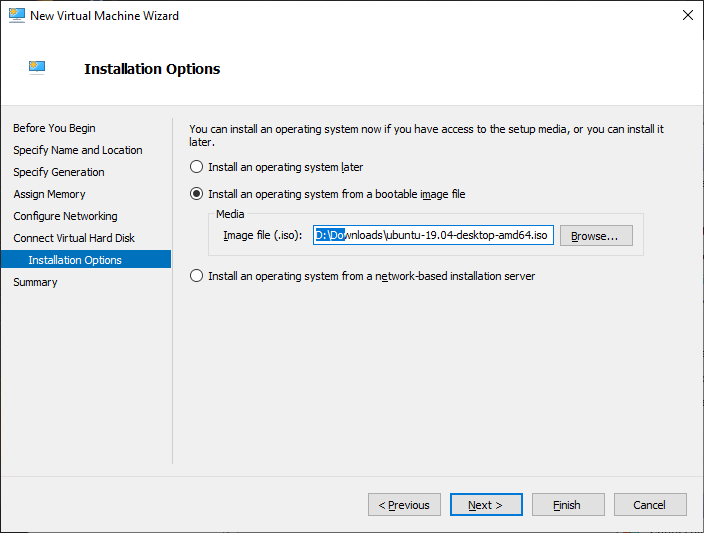 New Virtual Machine Wizard
Installation Options
Before You Begin
Specify Name and Location
Specify Generation
Assign Memory
Configure Networking
Connect Virtual Hard Disk
Installation Options
Summary
You can install an operating system now if you have access to the setup media, or you can install it
later.
Install an operating system later
Install an operating system from a bootable image file
Media
Image file (.iso): D:\Downloads\ubuntu-19.04-desktop-amd64.iso Browse...
Install an operating system from a network-based installation server
< Previous Next > Finish Cancel